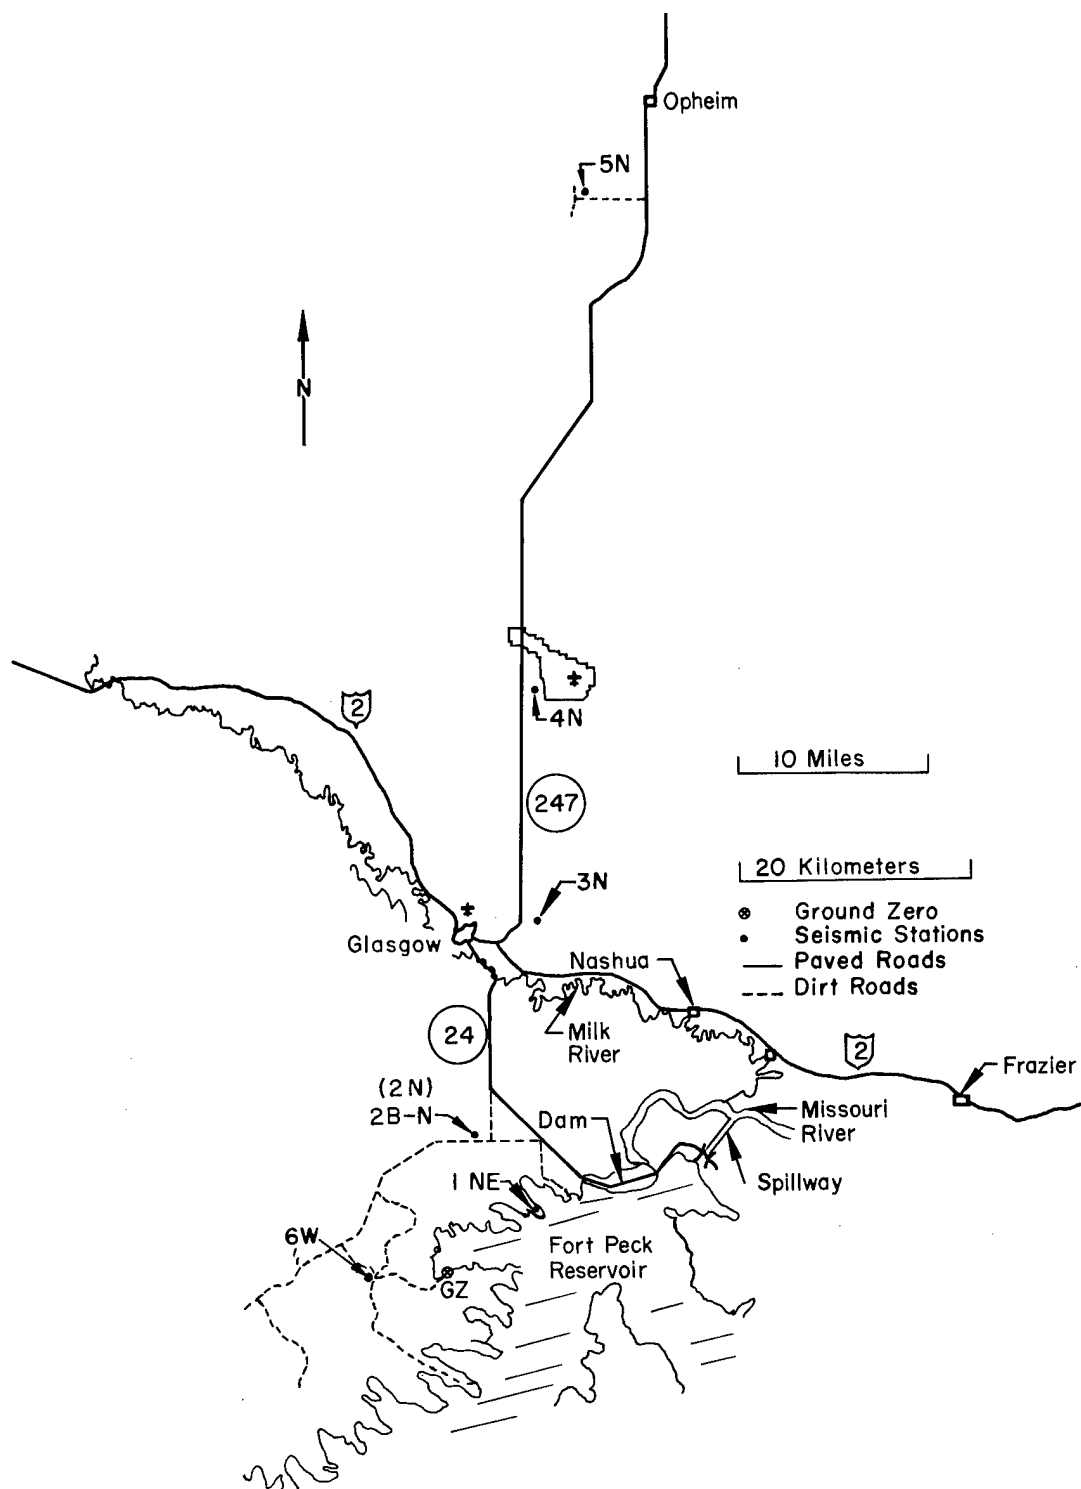 Opheim
5N
N
2
4N
10 Miles
247
20 Kilometers
3N
Ground Zero
Seismic Stations
Paved Roads
Dirt Roads
Glasgow
Nashua
24
Milk
River
2
Frazier
(2N)
2B-N
Dam
Missouri
River
1 NE
Spillway
6W
Fort Peck
Reservoir
GZ